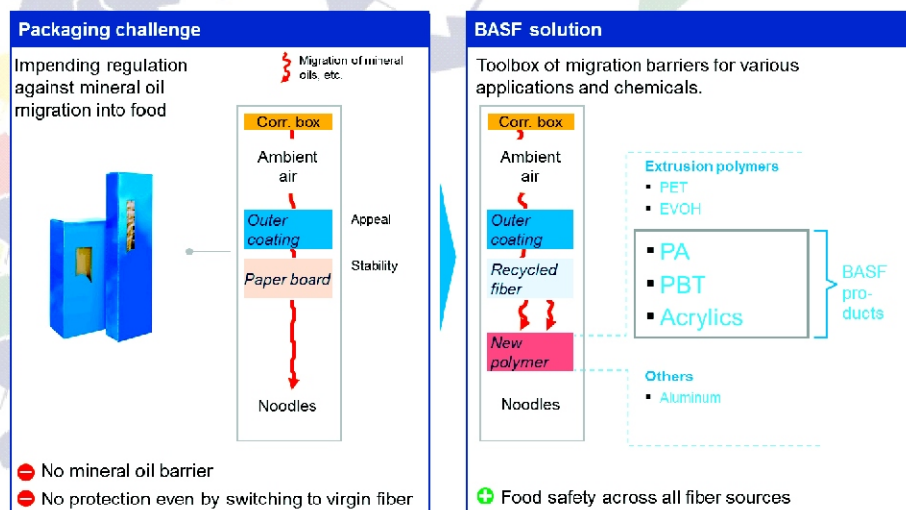 Packaging challenge
Impending regulation
against mineral oil
migration into food
Migration of mineral
oils, etc.
Corr. box
Ambient
air
Outer
coating
Appeal
Paper board
Stability
Noodles
No mineral oil barrier
No protection even by switching to virgin fiber
BASF solution
Toolbox of migration barriers for various
applications and chemicals.
Corr. box
Ambient
air
Outer
coating
Recycled
fiber
New
polymer
Noodles
Extrusion polymers
▪ PET
▪ EVOH
▪ PA
▪ PBT
▪ Acrylics
BASF
pro-
ducts
Others
▪ Aluminum
Food safety across all fiber sources